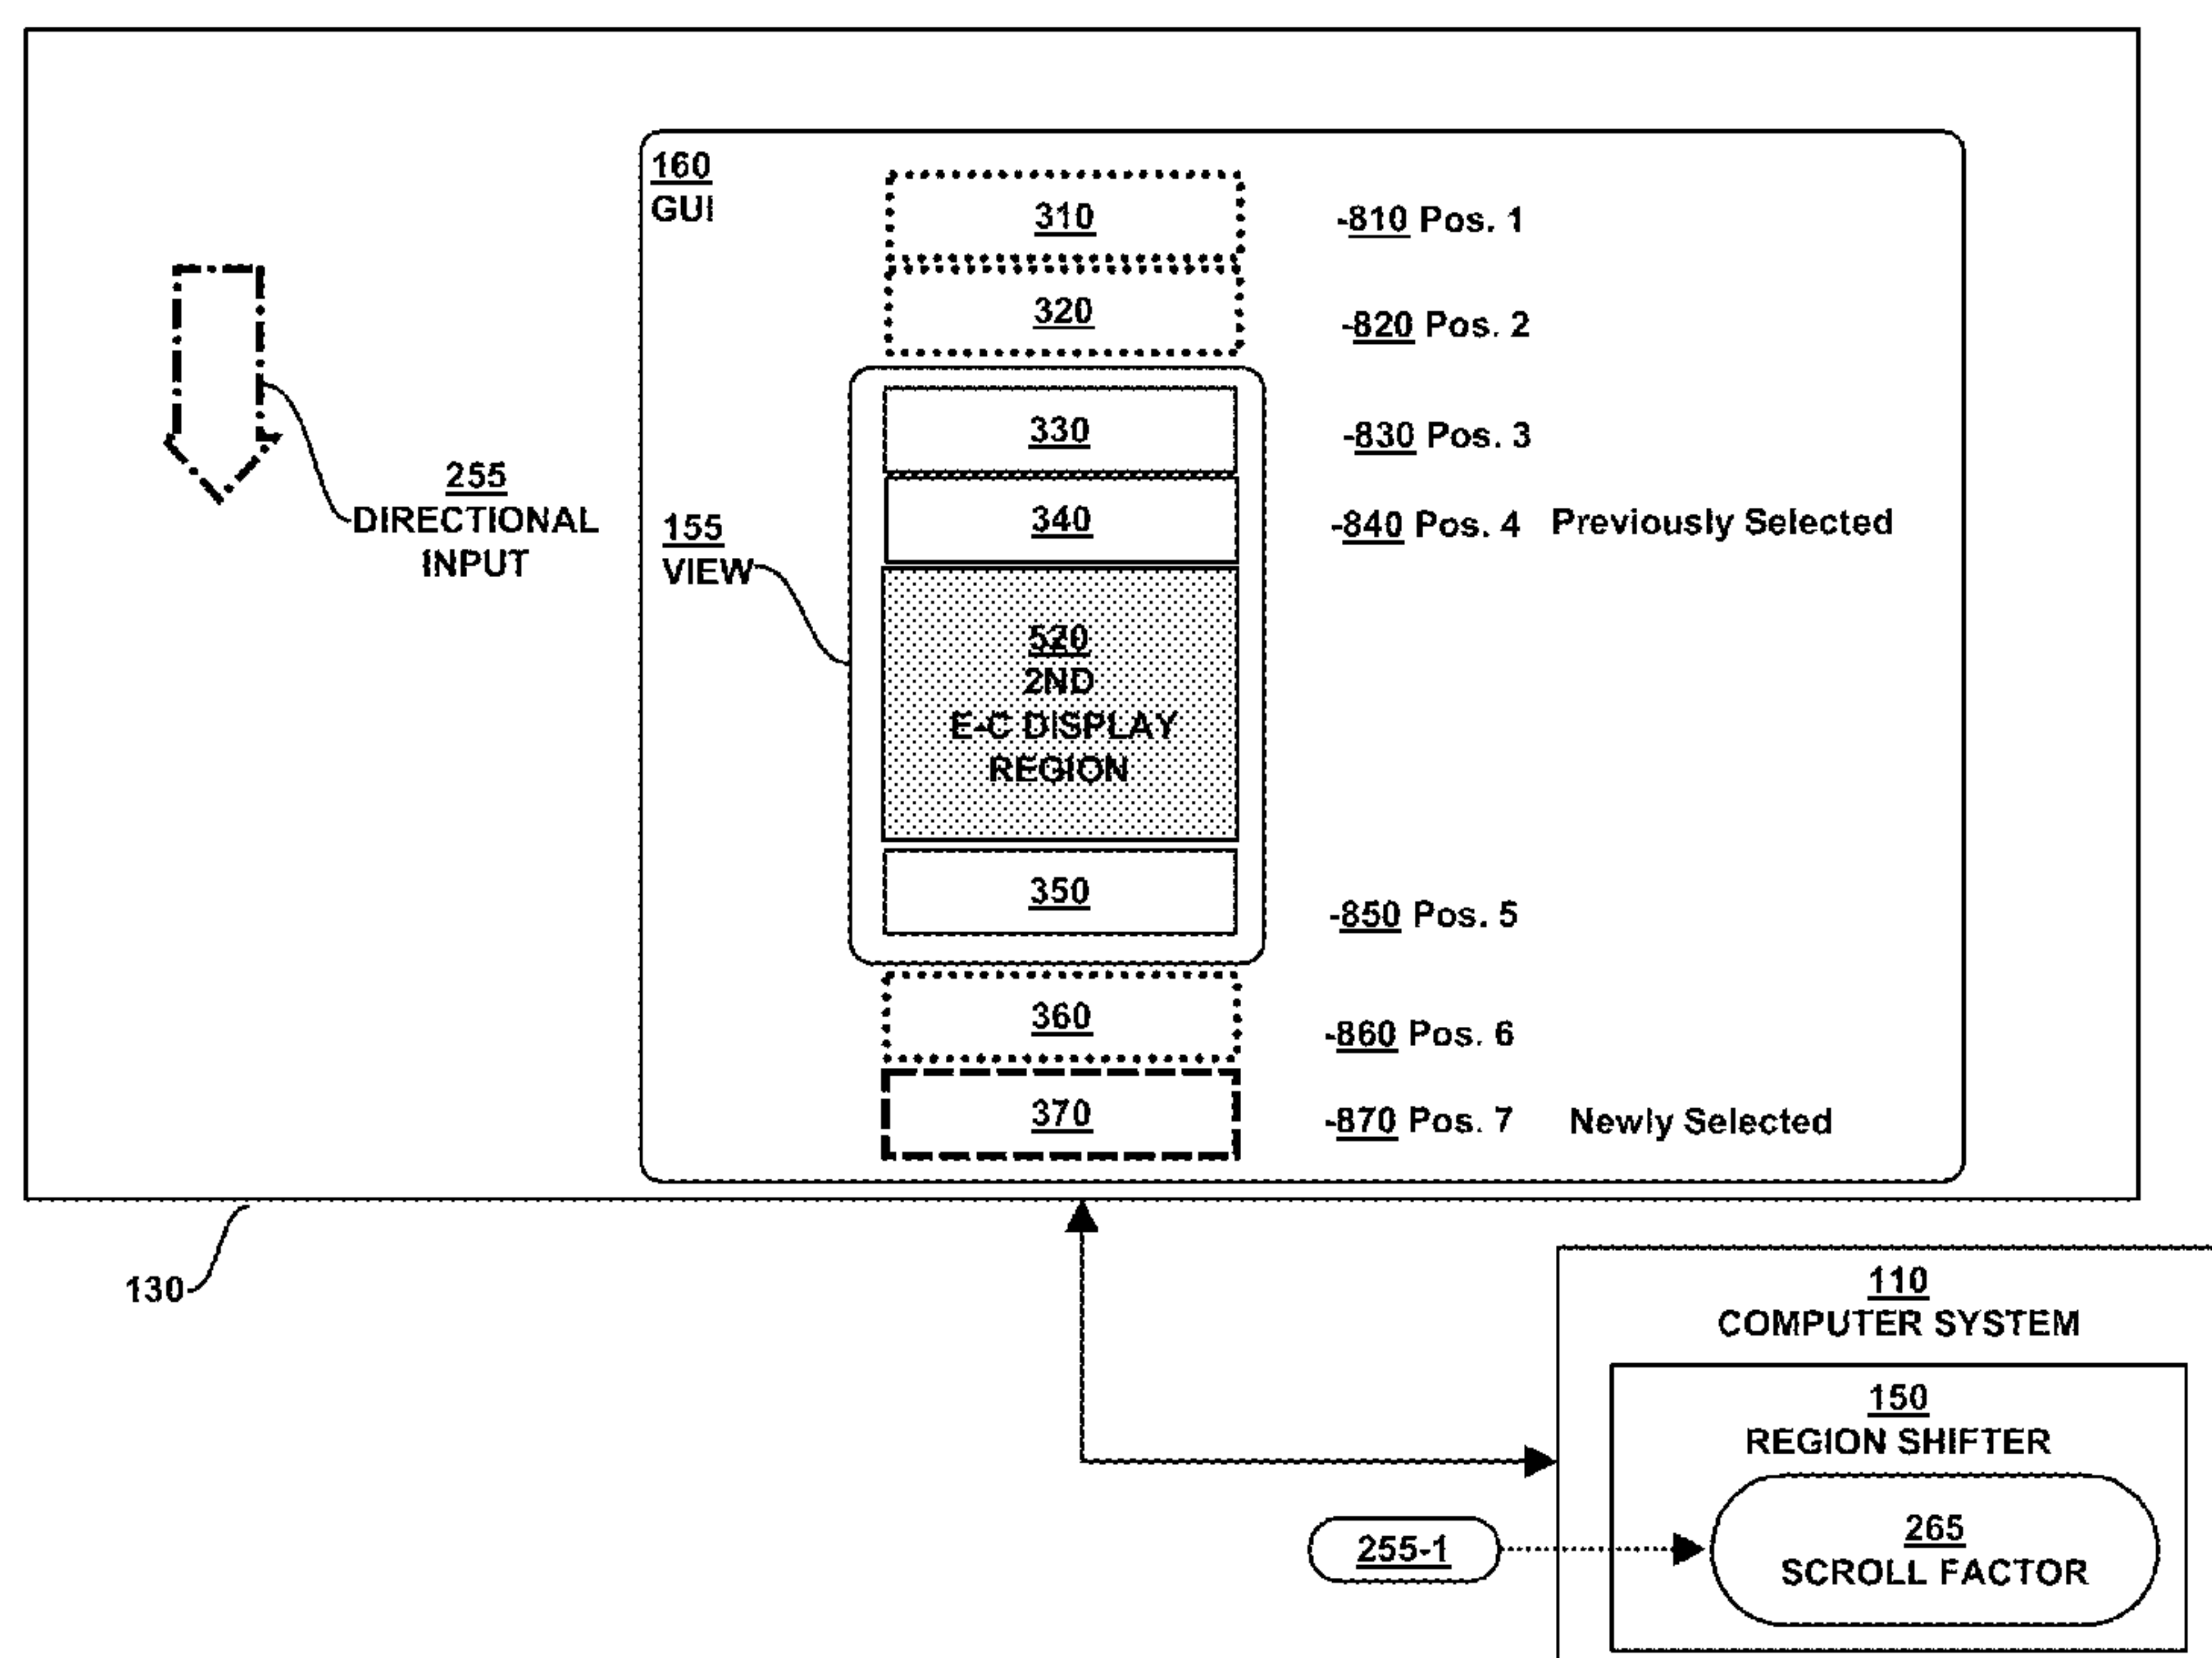 160
GUI
310
-810 Pos. 1
320
-820 Pos. 2
330
-830 Pos. 3
255
DIRECTIONAL
INPUT
155
VIEW
340
-840 Pos. 4 Previously Selected
520
2ND
E-C DISPLAY
REGION
350
-850 Pos. 5
360
-860 Pos. 6
370
-870 Pos. 7 Newly Selected
130
110
COMPUTER SYSTEM
150
REGION SHIFTER
255-1
265
SCROLL FACTOR